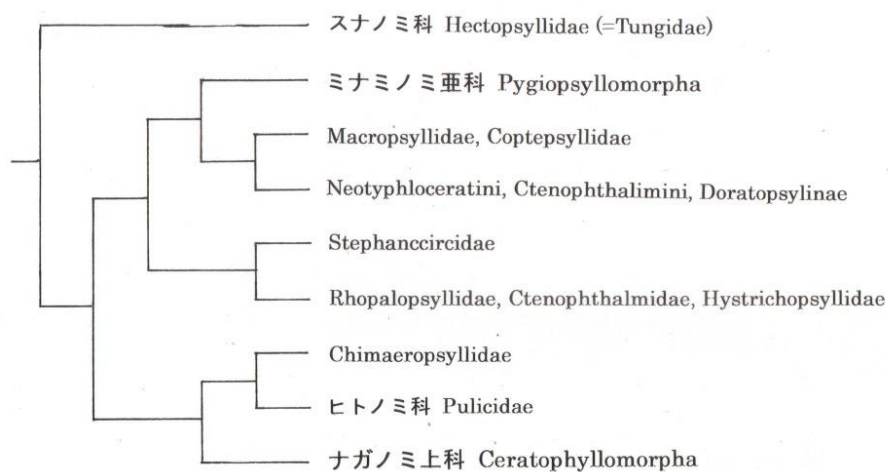 スナノミ科 Hectopsyllidae (=Tungidae)
ミナミノミ亜科 Pygiopsyllomorpha
Macropsyllidae, Coptepsyllidae
Neotyphloceratini, Ctenophthalimini, Doratopsylinae
Stephanccircidae
Rhopalopsyllidae, Ctenophthalmidae, Hystrichopsyllidae
Chimaeropsyllidae
ヒトノミ科 Pulicidae
ナガノミ上科 Ceratophyllomorpha